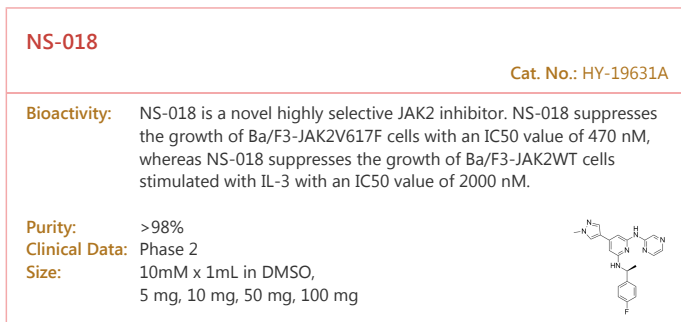 NS-018
Cat. No.: HY-19631A
Bioactivity: NS-018 is a novel highly selective JAK2 inhibitor. NS-018 suppresses
the growth of Ba/F3-JAK2V617F cells with an IC50 value of 470 nM,
whereas NS-018 suppresses the growth of Ba/F3-JAK2WT cells
stimulated with IL-3 with an IC50 value of 2000 nM.
Purity: >98%
Clinical Data: Phase 2
Size: 10mM x 1mL in DMSO,
5 mg, 10 mg, 50 mg, 100 mg
N
N
NH
N
N
N
HN
F